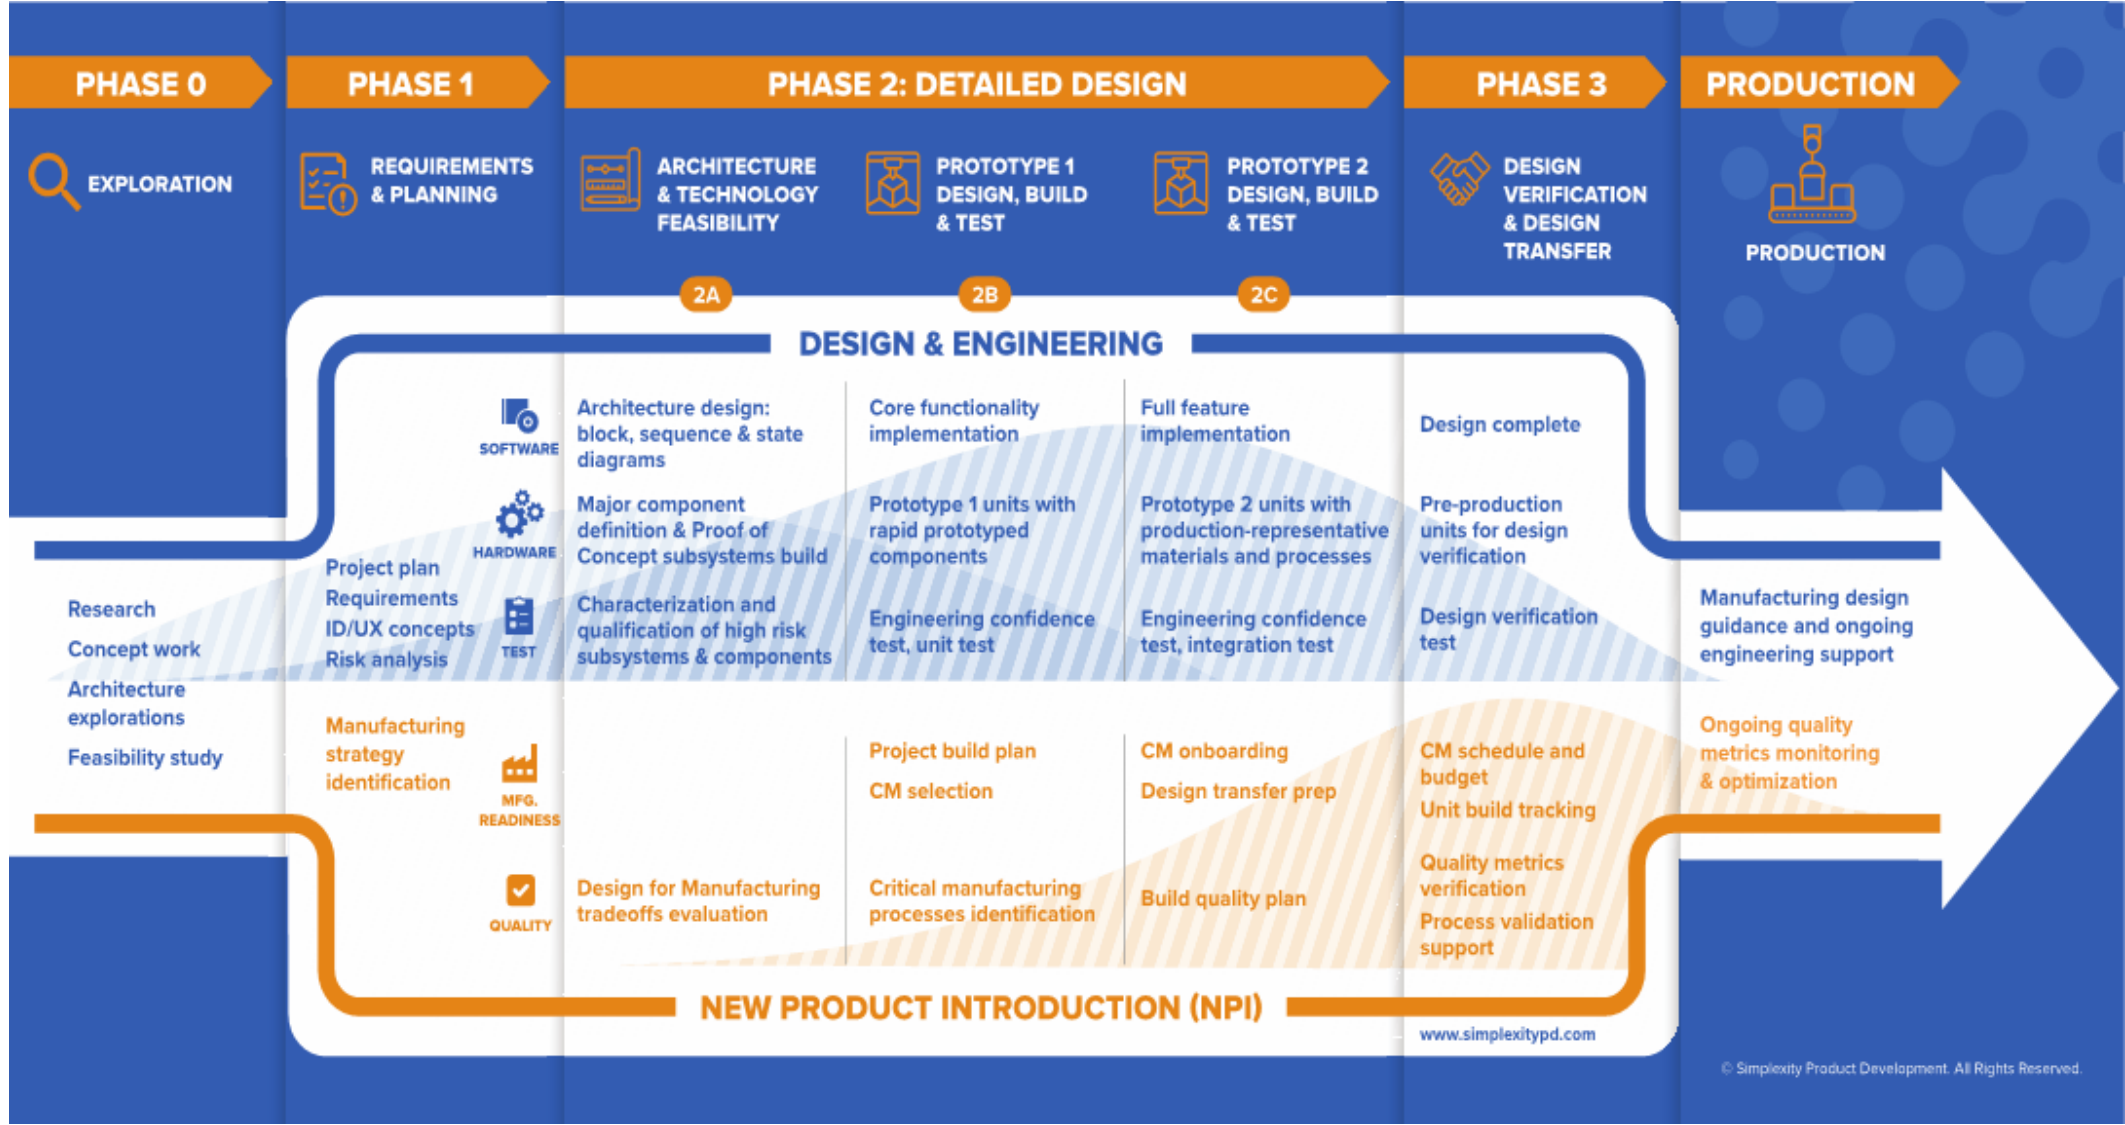 PHASE 0
PHASE 1
PHASE 2: DETAILED DESIGN
PHASE 3
PRODUCTION
EXPLORATION
REQUIREMENTS
& PLANNING
ARCHITECTURE
& TECHNOLOGY
FEASIBILITY
PROTOTYPE 1
DESIGN, BUILD
& TEST
PROTOTYPE 2
DESIGN, BUILD
& TEST
DESIGN
VERIFICATION
& DESIGN
TRANSFER
PRODUCTION
2A
2B
2C
DESIGN & ENGINEERING
SOFTWARE
Architecture design:
block, sequence & state
diagrams
Core functionality
implementation
Full feature
implementation
Design complete
HARDWARE
Major component
definition & Proof of
Concept subsystems build
Prototype 1 units with
rapid prototyped
components
Prototype 2 units with
production-representative
materials and processes
Pre-production
units for design
verification
Research
Concept work
Architecture
explorations
Feasibility study
Project plan
Requirements
ID/UX concepts
Risk analysis
TEST
Characterization and
qualification of high risk
subsystems & components
Engineering confidence
test, unit test
Engineering confidence
test, integration test
Design verification
test
Manufacturing design
guidance and ongoing
engineering support
Manufacturing
strategy
identification
MFG.
READINESS
Project build plan
CM selection
CM onboarding
Design transfer prep
CM schedule and
budget
Unit build tracking
Ongoing quality
metrics monitoring
& optimization
QUALITY
Design for Manufacturing
tradeoffs evaluation
Critical manufacturing
processes identification
Build quality plan
Quality metrics
verification
Process validation
support
NEW PRODUCT INTRODUCTION (NPI)
www.simplexitypd.com
© Simplexity Product Development. All Rights Reserved.